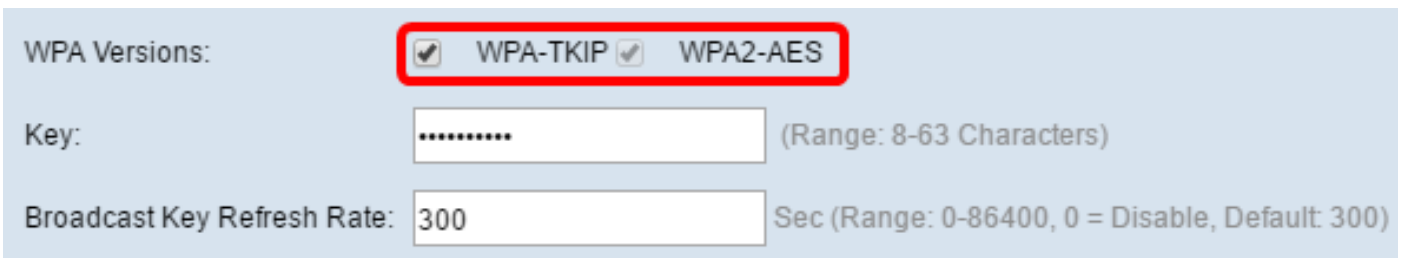 WPA Versions: WPA-TKIP WPA2-AES
Key: •••••••••• (Range: 8-63 Characters)
Broadcast Key Refresh Rate: 300 Sec (Range: 0-86400, 0 = Disable, Default: 300)